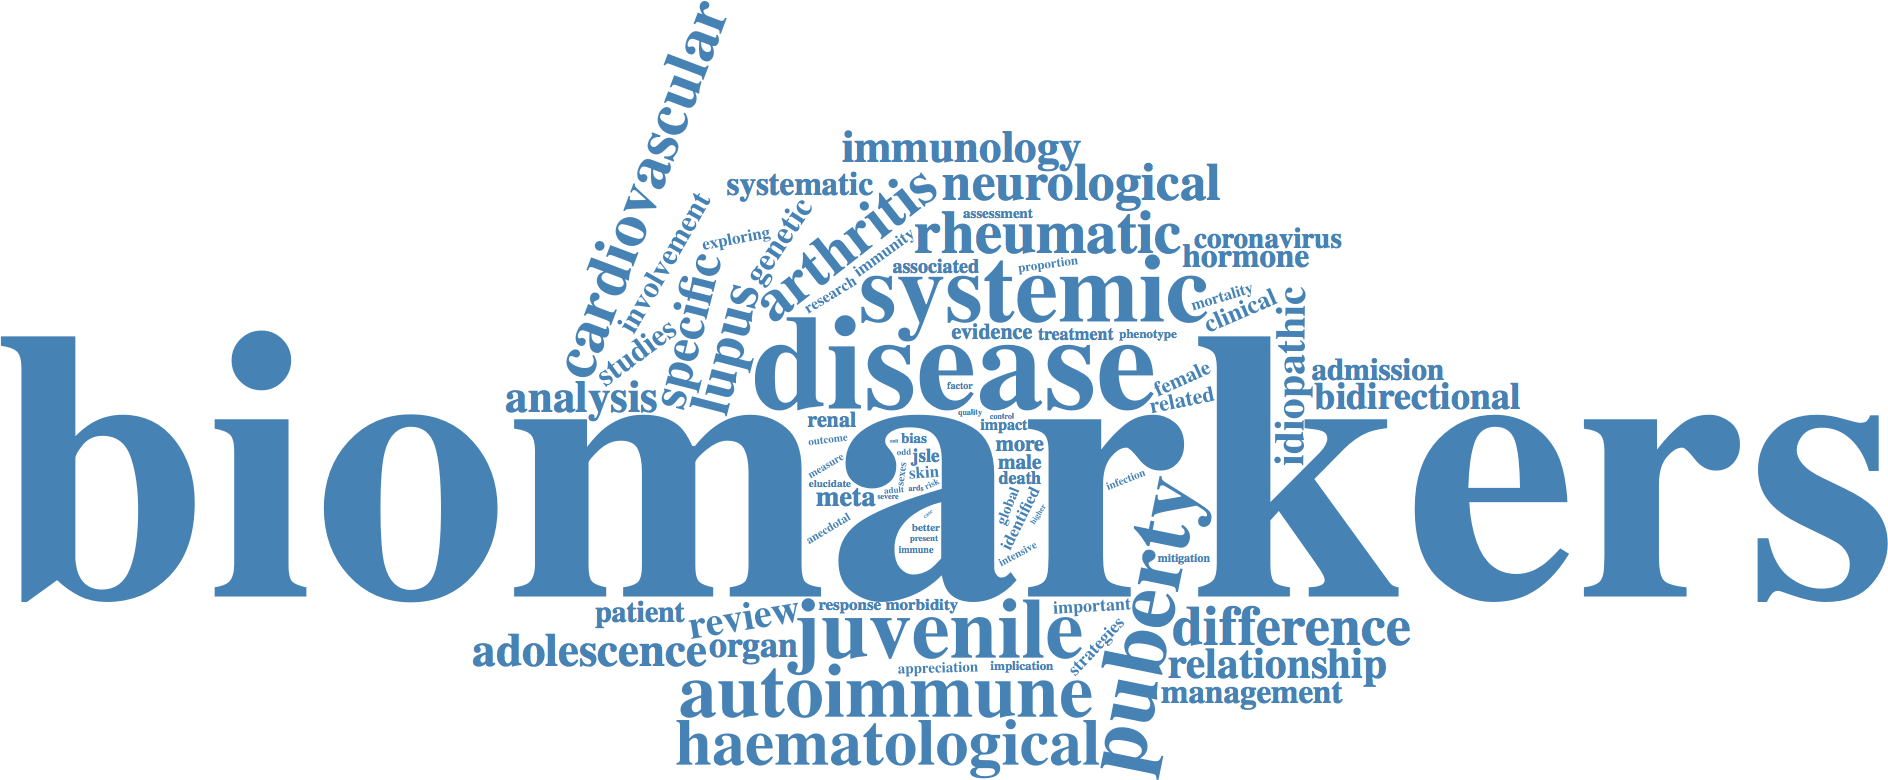 cardiovascular
immunology
systematic
neurological
arthritis
assessment
involvement
genetic
exploring
rheumatic
coronavirus
immunity
hormone
associated
proportion
research
systemic
mortality
clinical
specific
lupus
studies
evidence
treatment
phenotype
idiopathic
disease
female
admission
factor
related
analysis
bidirectional
biomarkers
quality
control
renal
impact
outcome
bias
more
odd
jsle
measure
male
sexes
skin
death
elucidate
adult
ards
risk
infection
meta
severe
global
identified
higher
anecdotal
better
present
immune
intensive
mitigation
puberty
patient
review
response
morbidity
important
juvenile
difference
adolescence
organ
strategies
relationship
appreciation
implication
autoimmune
management
haematological